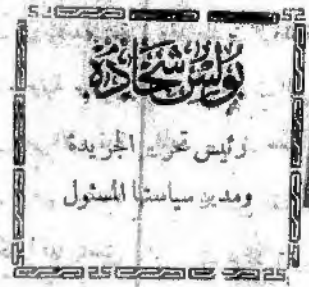 بولس شحاده
رئيس تحرير الجريدة
ومدير سياستها المسئول